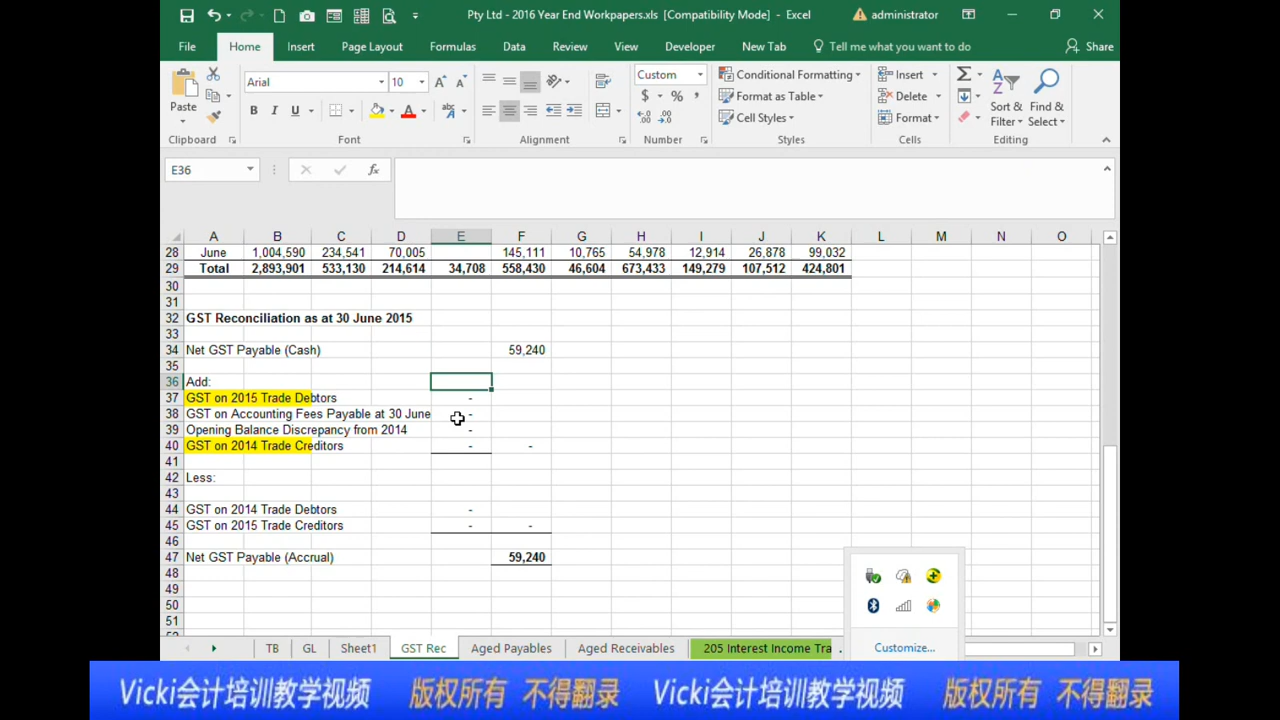 Pty Ltd - 2016 Year End Workpapers.xls [Compatibility Mode] - Excel
administrator
File Home Insert Page Layout Formulas Data Review View Developer New Tab Tell me what you want to do Share
Paste
Arial 10
Custom
Conditional Formatting
Format as Table
Cell Styles
Insert
Delete
Format
Sort & Filter
Find & Select
Clipboard Font Alignment Number Styles Cells Editing
E36
A B C D E F G H I J K L M N O
28 June 1,004,590 234,541 70,005 145,111 10,765 54,978 12,914 26,878 99,032
29 Total 2,893,901 533,130 214,614 34,708 558,430 46,604 673,433 149,279 107,512 424,801
30
31
32 GST Reconciliation as at 30 June 2015
33
34 Net GST Payable (Cash) 59,240
35
36 Add:
37 GST on 2015 Trade Debtors -
38 GST on Accounting Fees Payable at 30 June -
39 Opening Balance Discrepancy from 2014 -
40 GST on 2014 Trade Creditors - -
41
42 Less:
43
44 GST on 2014 Trade Debtors -
45 GST on 2015 Trade Creditors - -
46
47 Net GST Payable (Accrual) 59,240
48
49
50
51
Customize...
TB GL Sheet1 GST Rec Aged Payables Aged Receivables 205 Interest Income Tra
Vicki会计培训教学视频 版权所有 不得翻录 Vicki会计培训教学视频 版权所有 不得翻录